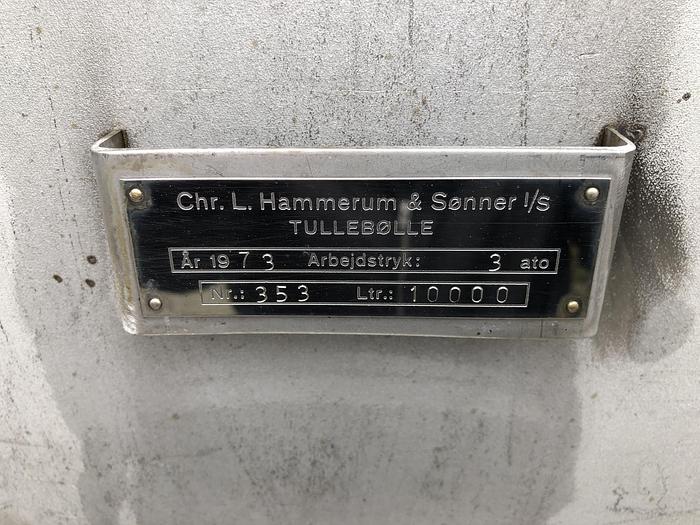 Chr. L. Hammerum & Sønner I/S
TULLEBØLLE
År 1973 Arbejdstryk: 3 ato
Nr.: 353 Ltr.: 10000